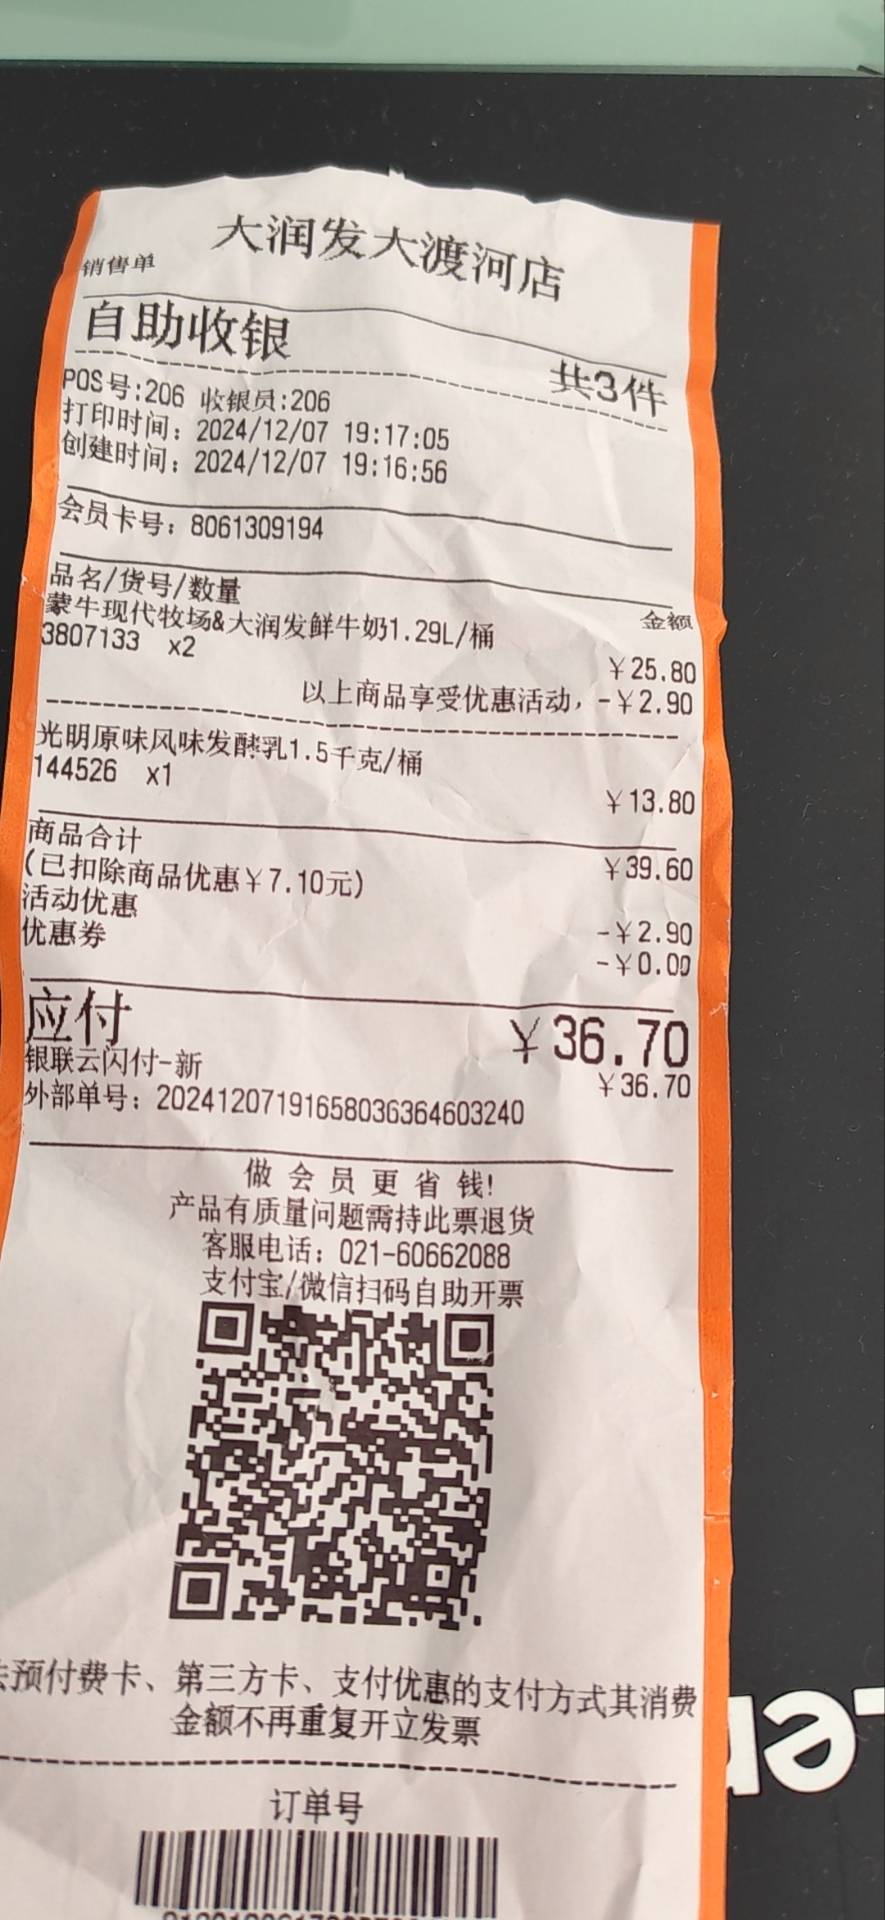 大润发大渡河店
销售单
自助收银
共3件
POS号:206 收银员:206
打印时间：2024/12/07 19:17:05
创建时间：2024/12/07 19:16:56
会员卡号：8061309194
品名/货号/数量 金额
蒙牛现代牧场&大润发鲜牛奶1.29L/桶
3807133 x2 ￥25.80
以上商品享受优惠活动，-￥2.90
光明原味风味发酵乳1.5千克/桶
144526 x1 ￥13.80
商品合计 ￥39.60
(已扣除商品优惠￥7.10元)
活动优惠 -￥2.90
优惠券 -￥0.00
应付 ￥36.70
银联云闪付-新 ￥36.70
外部单号：20241207191658036364603240
做会员更省钱!
产品有质量问题需持此票退货
客服电话：021-60662088
支付宝/微信扫码自助开票
预付费卡、第三方卡、支付优惠的支付方式其消费
金额不再重复开立发票
订单号